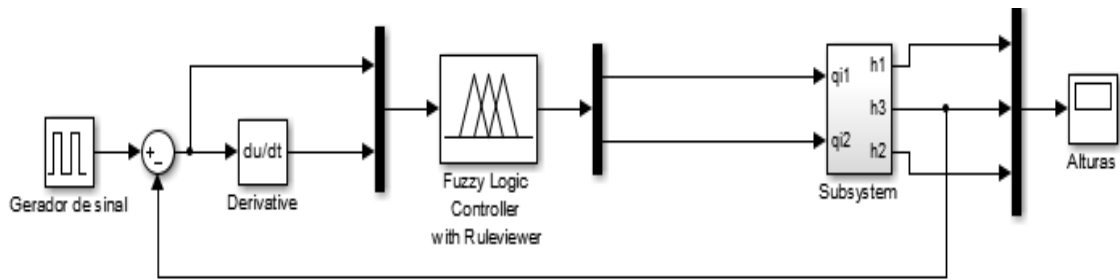 Gerador de sinal
+
−
du/dt
Derivative
Fuzzy Logic
Controller
with Ruleviewer
qi1
qi2
h1
h3
h2
Subsystem
Alturas